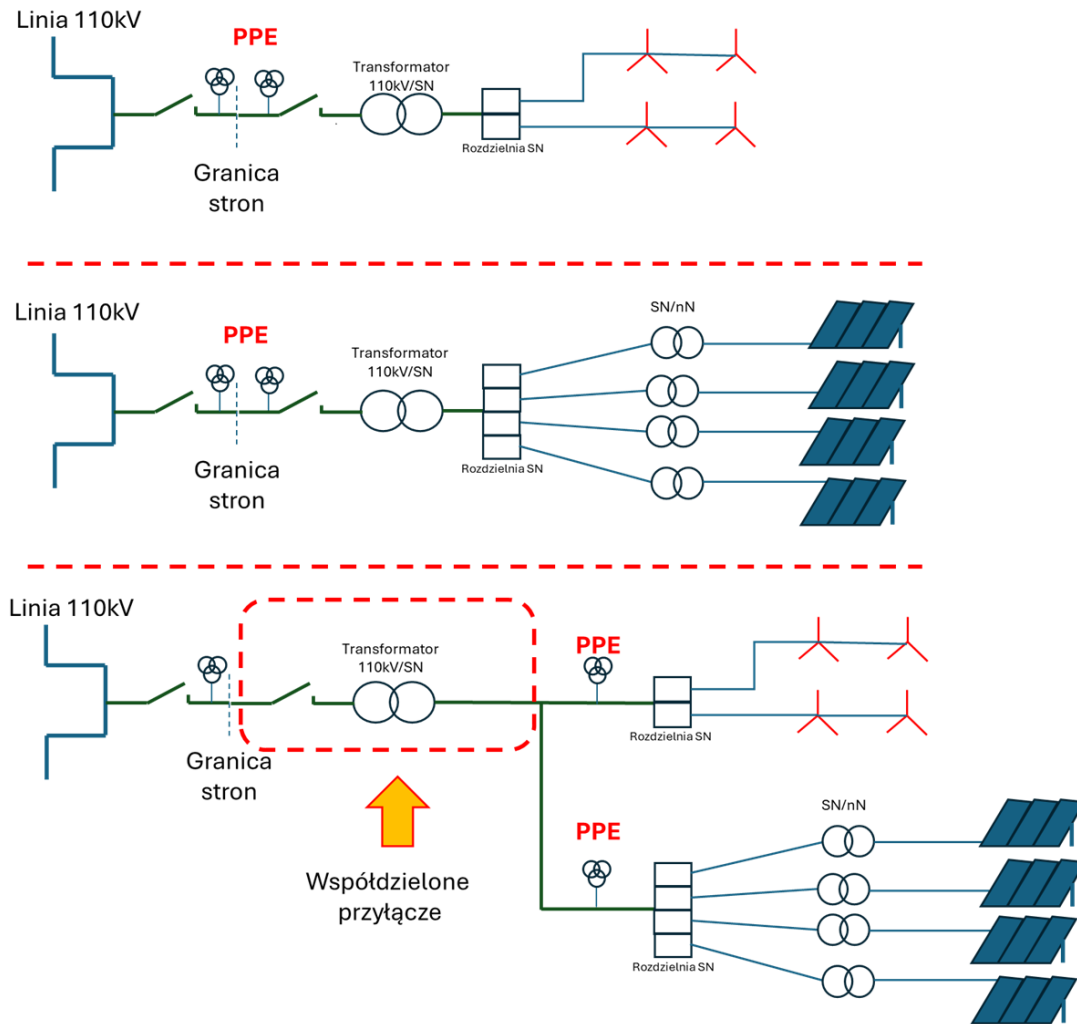 Linia 110kV
PPE
Transformator
110kV/SN
Rozdzielnia SN
Granica
stron
Linia 110kV
PPE
Transformator
110kV/SN
SN/nN
Rozdzielnia SN
Granica
stron
Linia 110kV
Transformator
110kV/SN
PPE
Rozdzielnia SN
Granica
stron
Współdzielone
przyłącze
PPE
SN/nN
Rozdzielnia SN